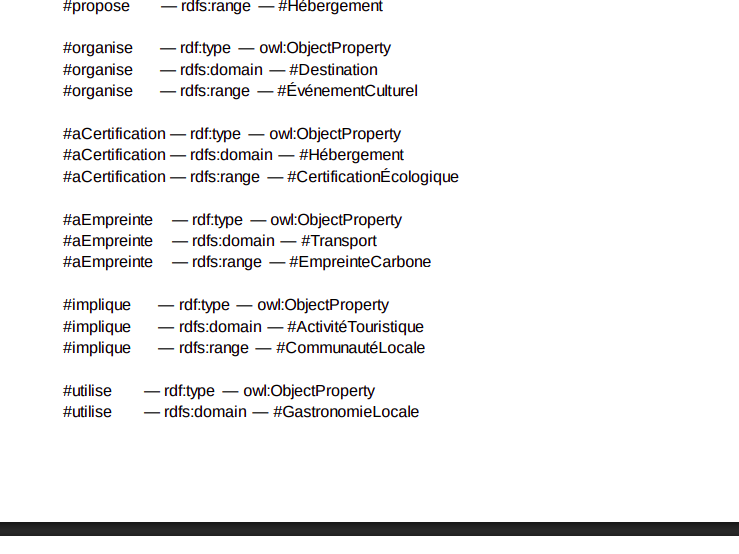 #propose — rdfs:range — #Hébergement
#organise — rdf:type — owl:ObjectProperty
#organise — rdfs:domain — #Destination
#organise — rdfs:range — #ÉvénementCulturel
#aCertification — rdf:type — owl:ObjectProperty
#aCertification — rdfs:domain — #Hébergement
#aCertification — rdfs:range — #CertificationÉcologique
#aEmpreinte — rdf:type — owl:ObjectProperty
#aEmpreinte — rdfs:domain — #Transport
#aEmpreinte — rdfs:range — #EmpreinteCarbone
#implique — rdf:type — owl:ObjectProperty
#implique — rdfs:domain — #ActivitéTouristique
#implique — rdfs:range — #CommunautéLocale
#utilise — rdf:type — owl:ObjectProperty
#utilise — rdfs:domain — #GastronomieLocale